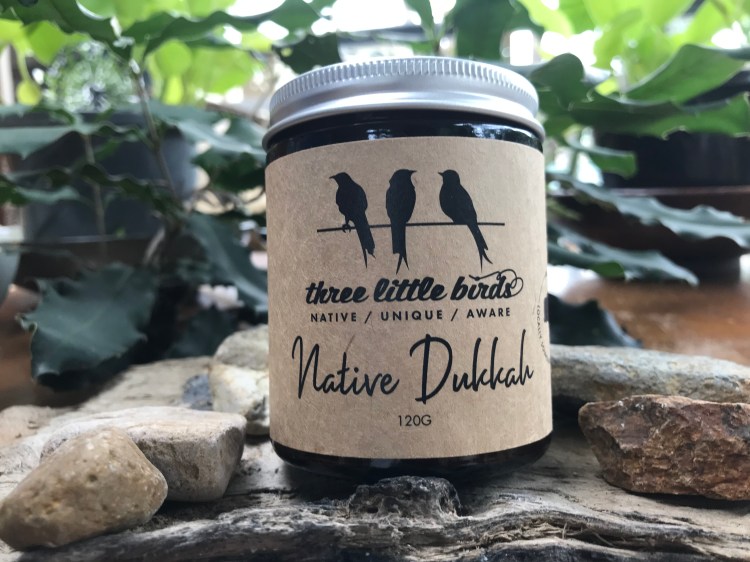 three little birds
NATIVE / UNIQUE / AWARE
Native Dukkah
120G